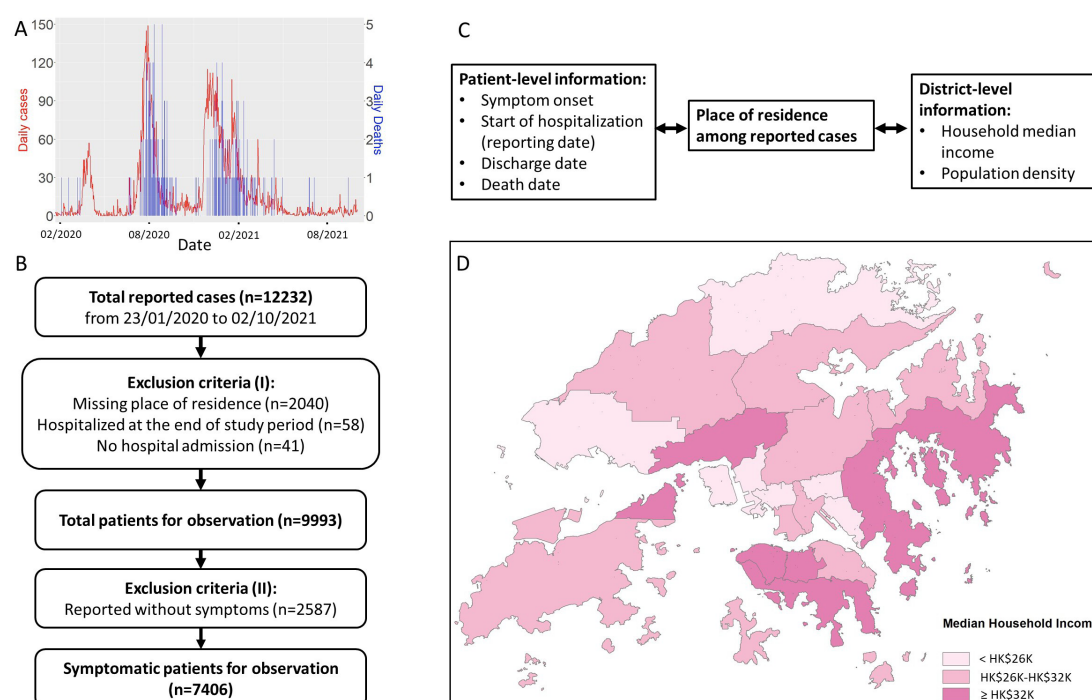 A
150
120
90
60
30
0
Daily cases
5
4
3
2
1
0
Daily Deaths
02/2020
08/2020
02/2021
08/2021
Date
B
Total reported cases (n=12232)
from 23/01/2020 to 02/10/2021
Exclusion criteria (I):
Missing place of residence (n=2040)
Hospitalized at the end of study period (n=58)
No hospital admission (n=41)
Total patients for observation (n=9993)
Exclusion criteria (II):
Reported without symptoms (n=2587)
Symptomatic patients for observation
(n=7406)
C
Patient-level information:
• Symptom onset
• Start of hospitalization
(reporting date)
• Discharge date
• Death date
Place of residence
among reported cases
District-level
information:
• Household median
income
• Population density
D
Median Household Incom
< HK$26K
HK$26K-HK$32K
≥ HK$32K